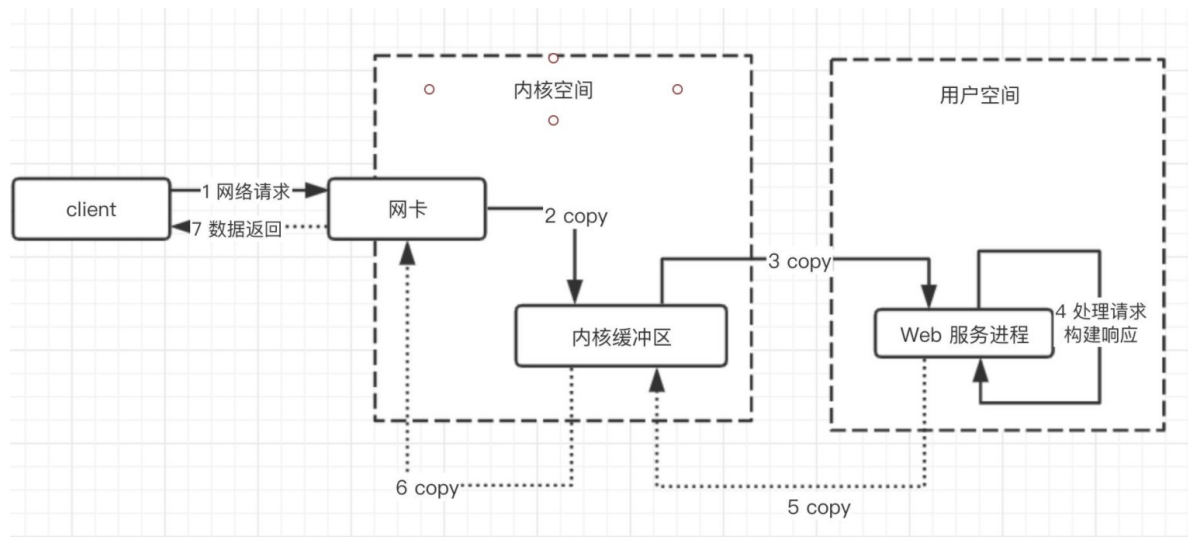 内核空间
用户空间
client
1 网络请求
7 数据返回
网卡
2 copy
3 copy
内核缓冲区
Web 服务进程
4 处理请求
构建响应
6 copy
5 copy